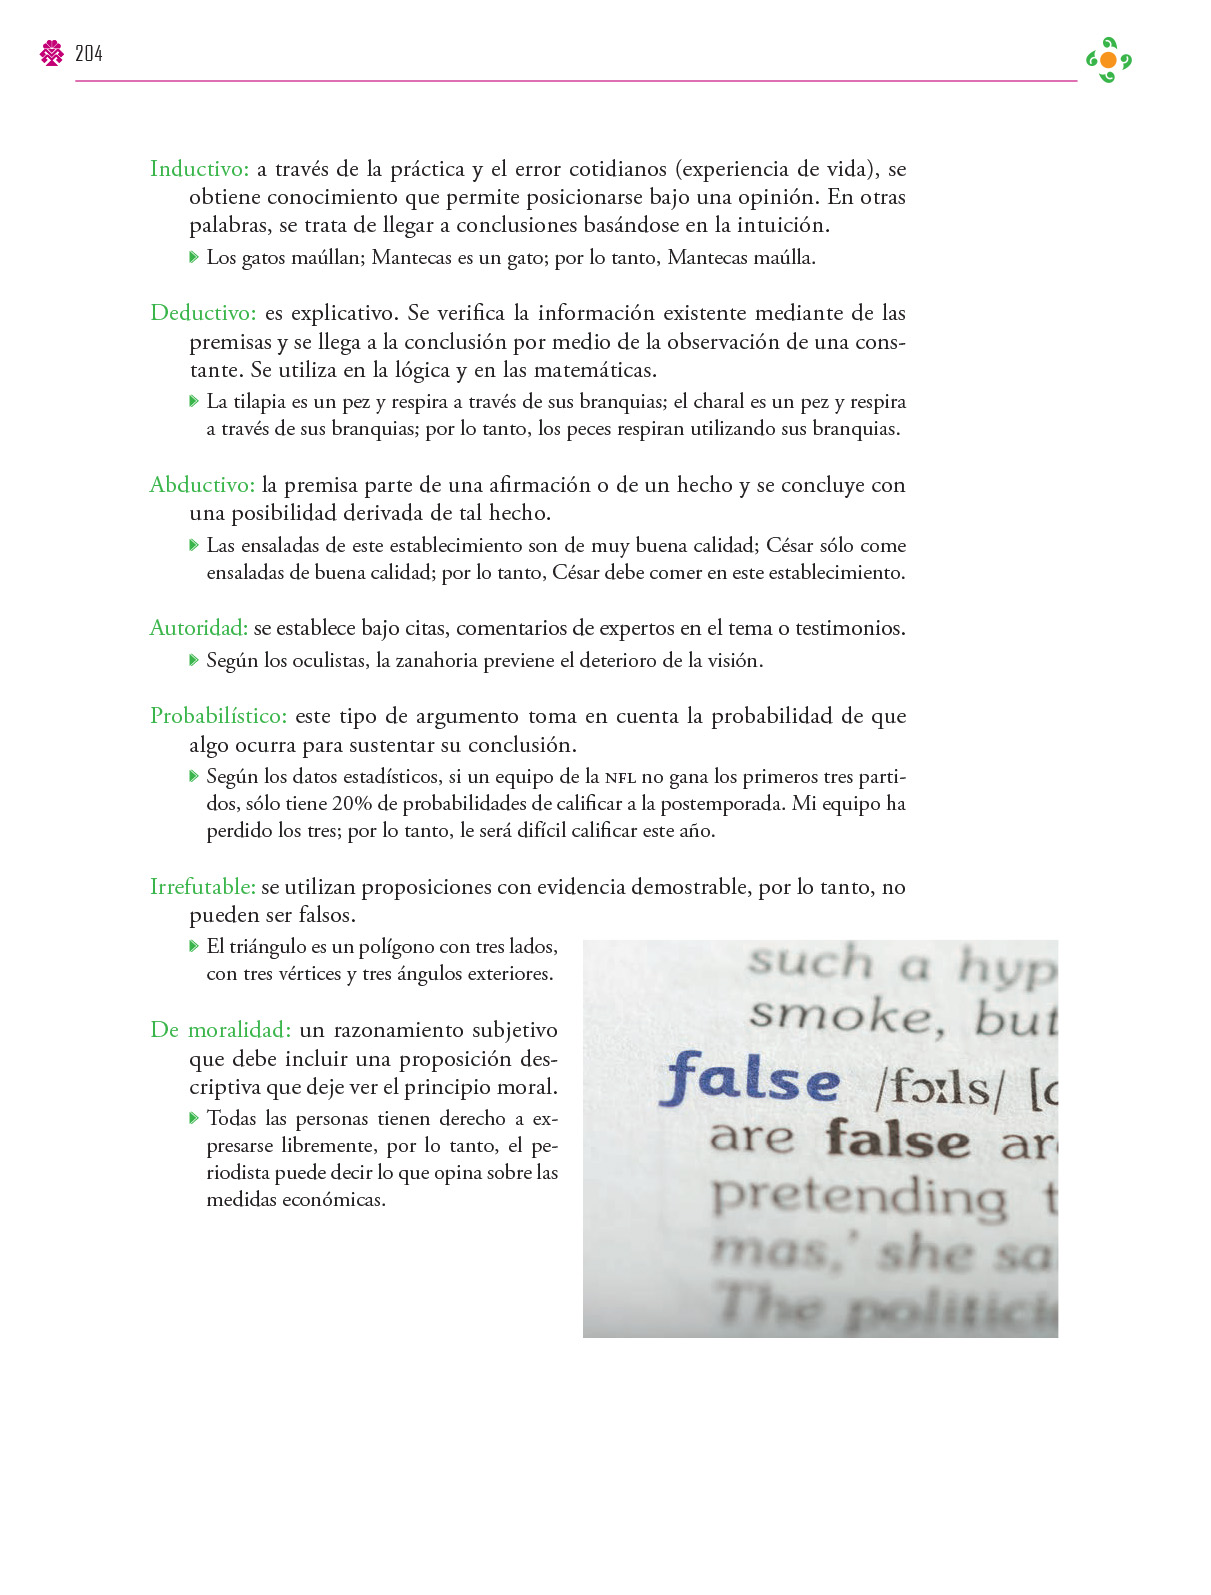 204
Inductivo: a través de la práctica y el error cotidianos (experiencia de vida), se
obtiene conocimiento que permite posicionarse bajo una opinión. En otras
palabras, se trata de llegar a conclusiones basándose en la intuición.
Los gatos maúllan; Mantecas es un gato; por lo tanto, Mantecas maúlla.
Deductivo: es explicativo. Se verifica la información existente mediante de las
premisas y se llega a la conclusión por medio de la observación de una cons-
tante. Se utiliza en la lógica y en las matemáticas.
La tilapia es un pez y respira a través de sus branquias; el charal es un pez y respira
a través de sus branquias; por lo tanto, los peces respiran utilizando sus branquias.
Abductivo: la premisa parte de una afirmación o de un hecho y se concluye con
una posibilidad derivada de tal hecho.
Las ensaladas de este establecimiento son de muy buena calidad; César sólo come
ensaladas de buena calidad; por lo tanto, César debe comer en este establecimiento.
Autoridad: se establece bajo citas, comentarios de expertos en el tema o testimonios.
Según los oculistas, la zanahoria previene el deterioro de la visión.
Probabilístico: este tipo de argumento toma en cuenta la probabilidad de que
algo ocurra para sustentar su conclusión.
Según los datos estadísticos, si un equipo de la NFL no gana los primeros tres parti-
dos, sólo tiene 20% de probabilidades de calificar a la postemporada. Mi equipo ha
perdido los tres; por lo tanto, le será difícil calificar este año.
Irrefutable: se utilizan proposiciones con evidencia demostrable, por lo tanto, no
pueden ser falsos.
El triángulo es un polígono con tres lados,
con tres vértices y tres ángulos exteriores.
De moralidad: un razonamiento subjetivo
que debe incluir una proposición des-
criptiva que deje ver el principio moral.
Todas las personas tienen derecho a ex-
presarse libremente, por lo tanto, el pe-
riodista puede decir lo que opina sobre las
medidas económicas.
such a hyp
smoke, but
false /fɔːls/ [
are false ar
pretending t
mas,' she sa
The politici